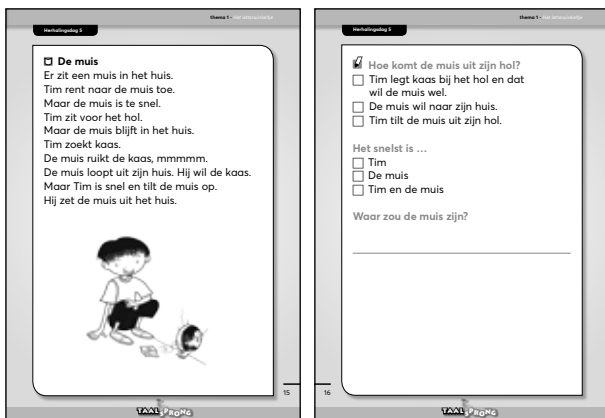 thema 1 - Het letterwinkeltje
Herhalingsdag 5
De muis
Er zit een muis in het huis.
Tim rent naar de muis toe.
Maar de muis is te snel.
Tim zit voor het hol.
Maar de muis blijft in het huis.
Tim zoekt kaas.
De muis ruikt de kaas, mmmmm.
De muis loopt uit zijn huis. Hij wil de kaas.
Maar Tim is snel en tilt de muis op.
Hij zet de muis uit het huis.
15
TAALSPRONG
thema 1 - Het letterwinkeltje
Herhalingsdag 5
Hoe komt de muis uit zijn hol?
Tim legt kaas bij het hol en dat
wil de muis wel.
De muis wil naar zijn huis.
Tim tilt de muis uit zijn hol.
Het snelst is …
Tim
De muis
Tim en de muis
Waar zou de muis zijn?
16
TAALSPRONG